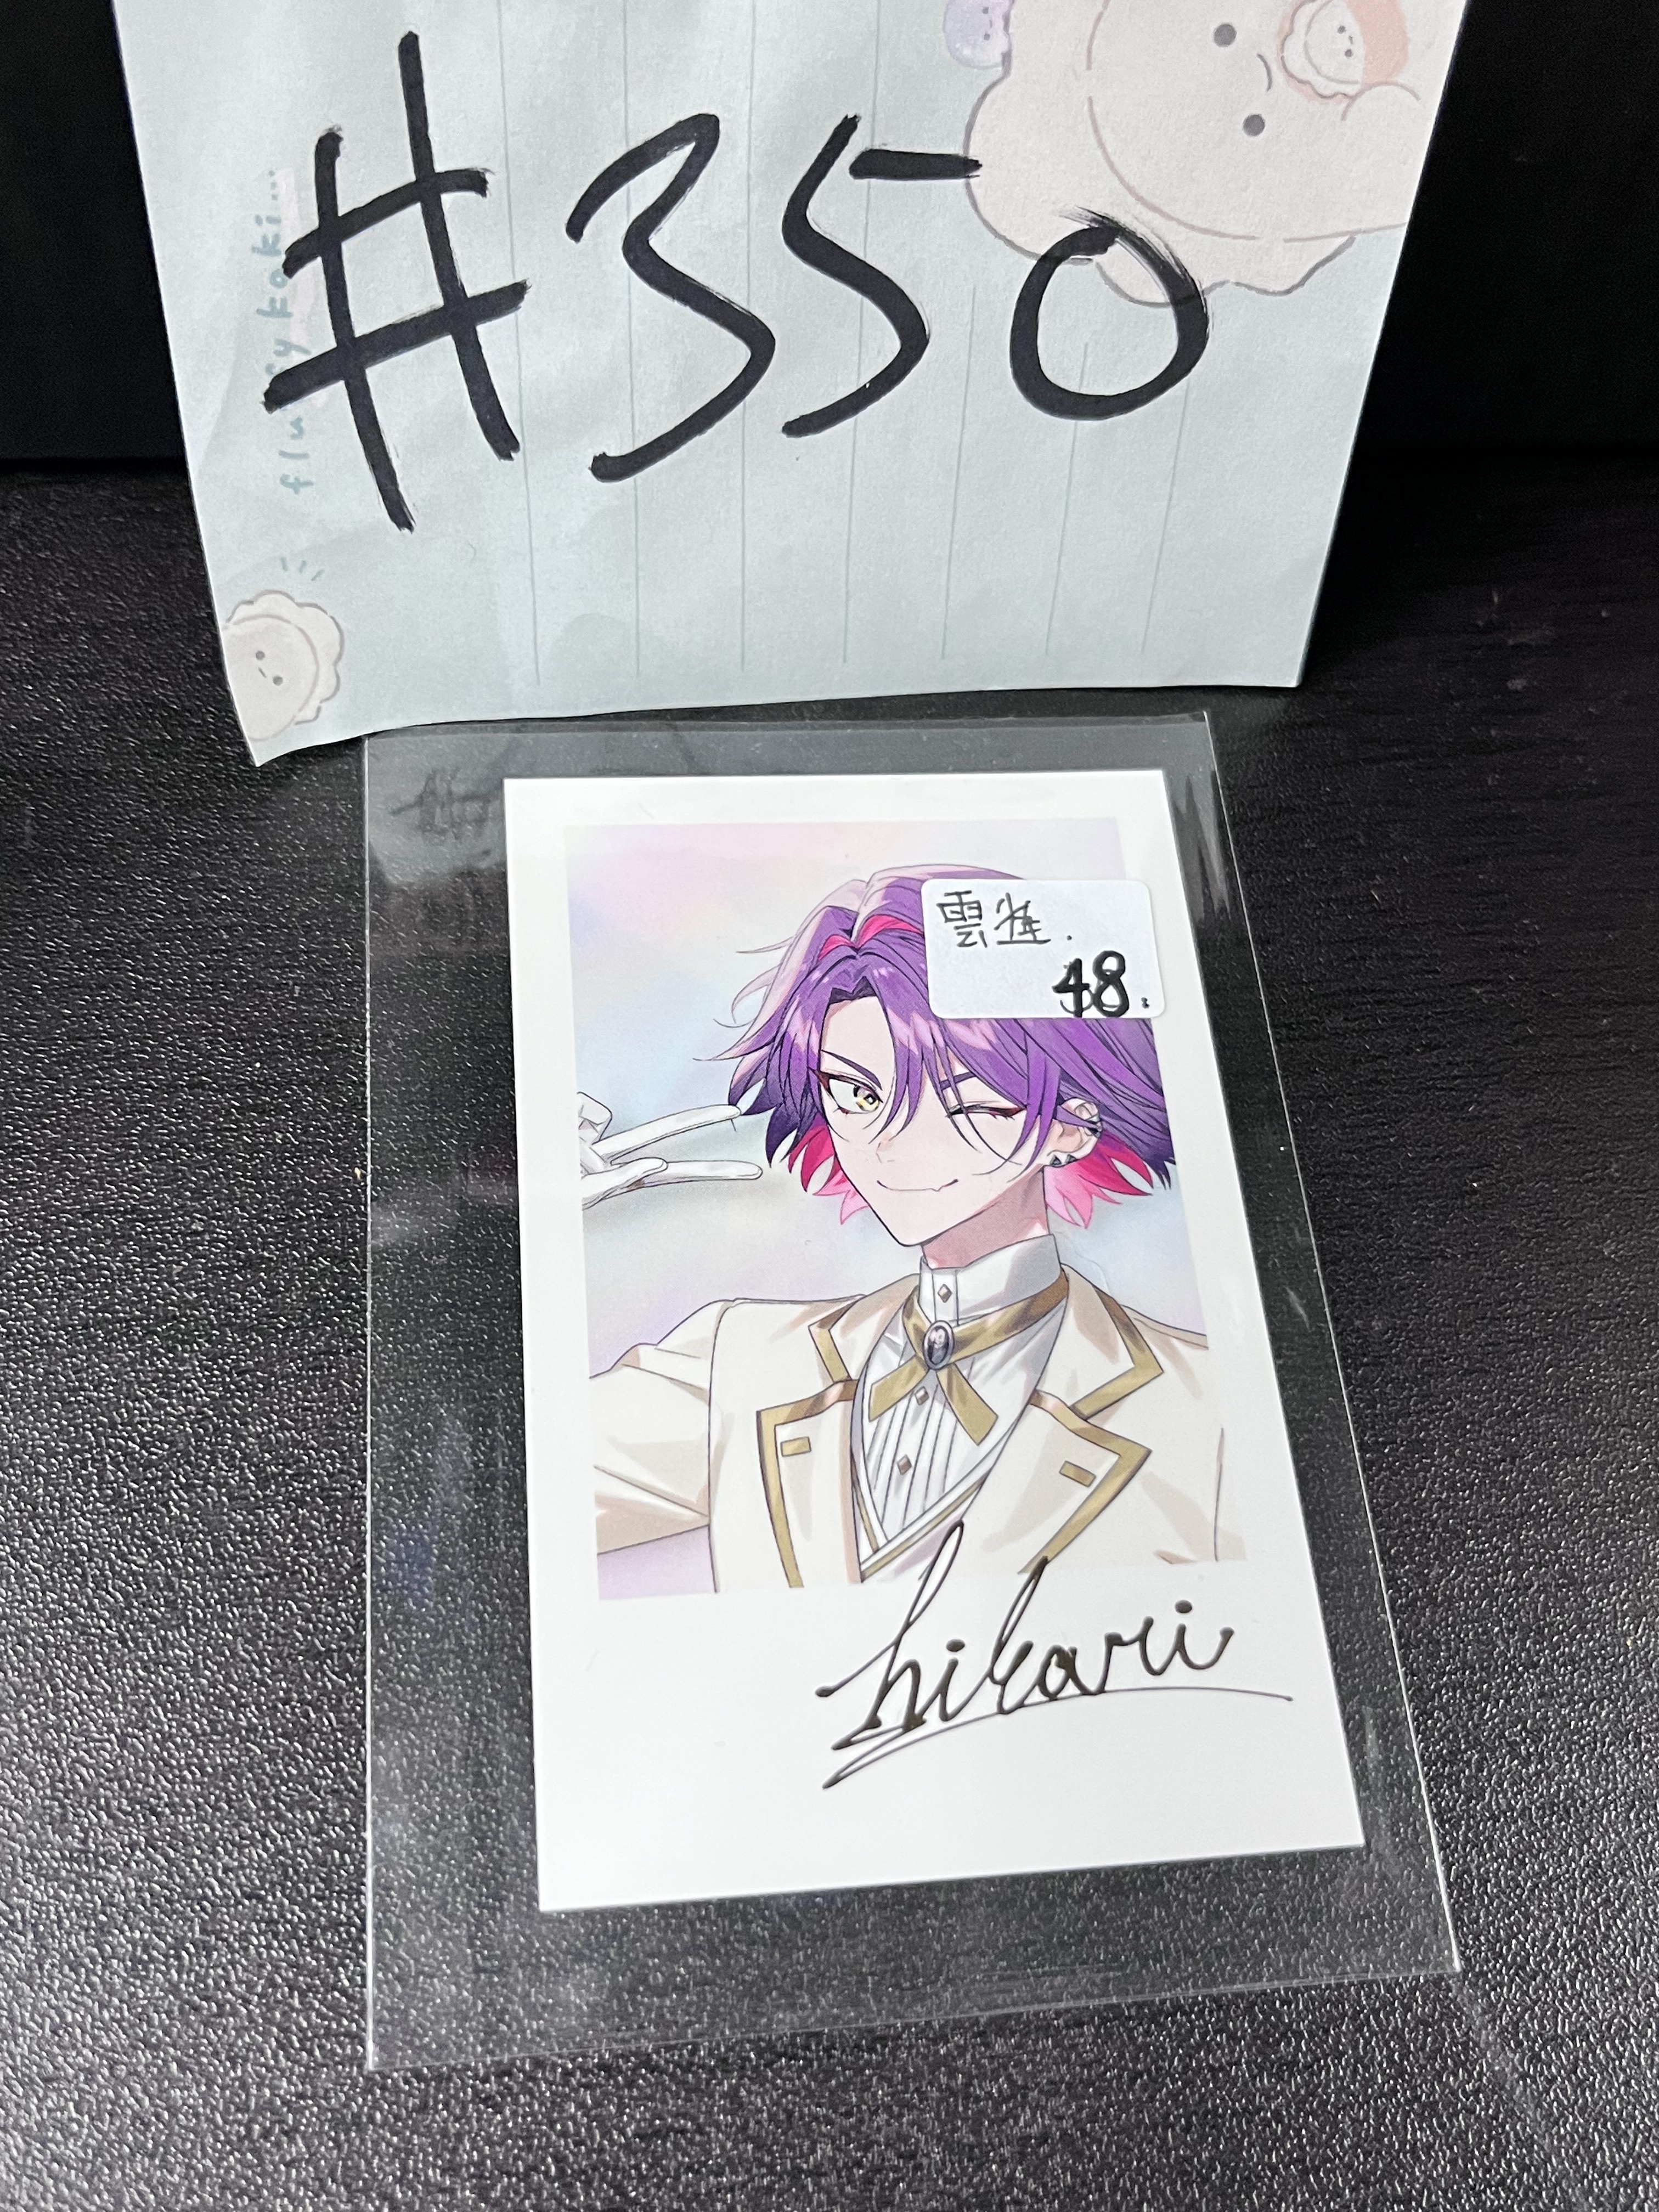 #350
fluffy koki...
雲雀.
48.
hikari